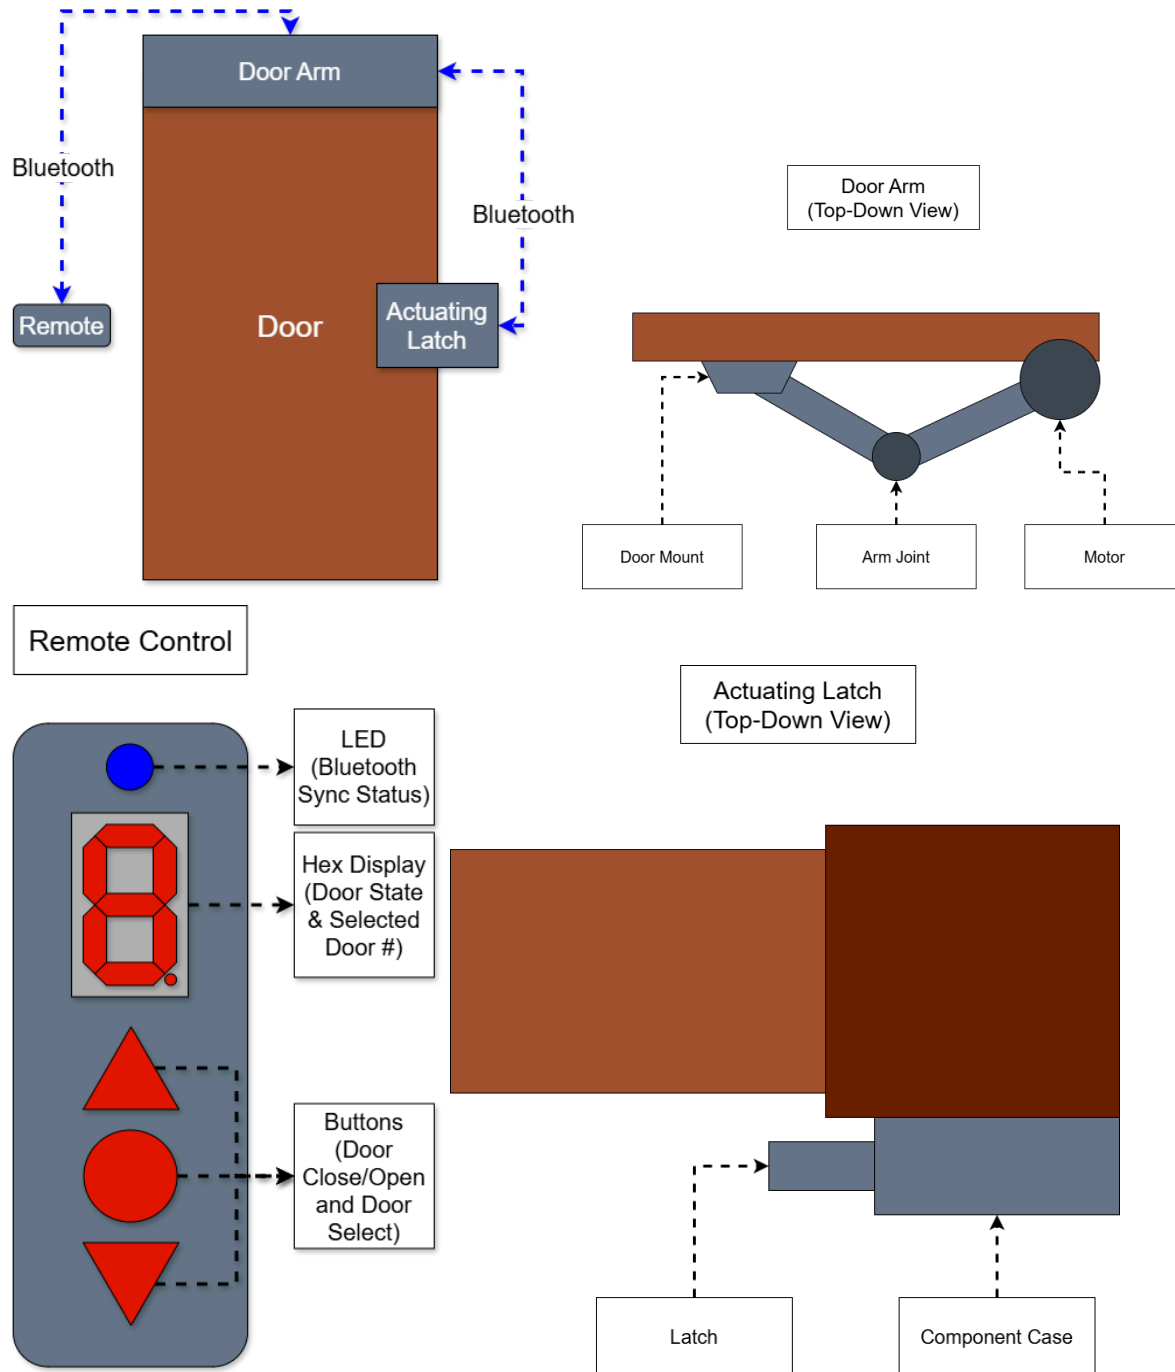 Door Arm
Bluetooth
Bluetooth
Remote
Door
Actuating
Latch
Door Arm
(Top-Down View)
Door Mount
Arm Joint
Motor
Remote Control
LED
(Bluetooth
Sync Status)
Hex Display
(Door State
& Selected
Door #)
Buttons
(Door
Close/Open
and Door
Select)
Actuating Latch
(Top-Down View)
Latch
Component Case